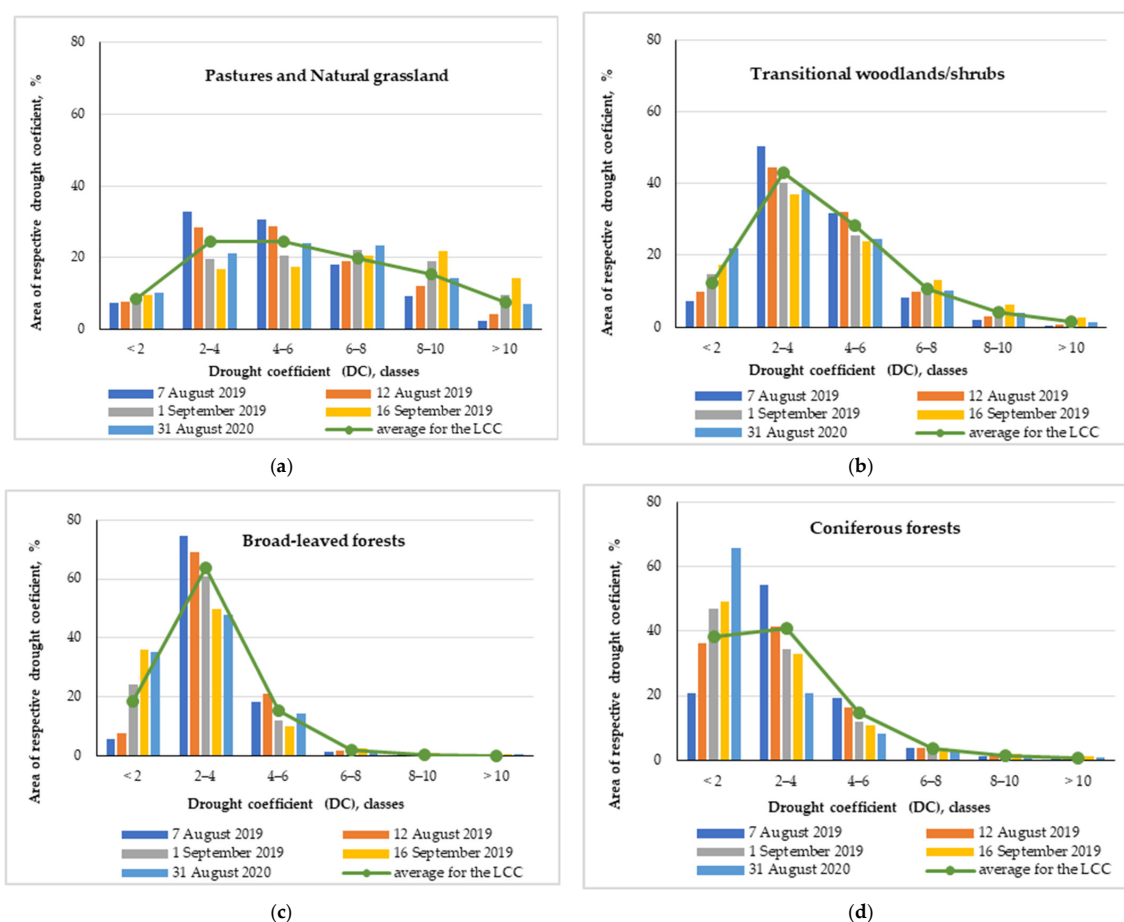 Pastures and Natural grassland
Area of respective drought coeficient, %
80
60
40
20
0
< 2 2–4 4–6 6–8 8–10 > 10
Drought coefficient (DC), classes
7 August 2019 12 August 2019
1 September 2019 16 September 2019
31 August 2020 average for the LCC
(a)
Transitional woodlands/shrubs
Area of respective drought coeficient, %
80
60
40
20
0
< 2 2–4 4–6 6–8 8–10 > 10
Drought coefficient (DC), classes
7 August 2019 12 August 2019
1 September 2019 16 September 2019
31 August 2020 average for the LCC
(b)
Broad-leaved forests
Area of respective drought coeficient, %
80
60
40
20
0
< 2 2–4 4–6 6–8 8–10 > 10
Drought coefficient (DC), classes
7 August 2019 12 August 2019
1 September 2019 16 September 2019
31 August 2020 average for the LCC
(c)
Coniferous forests
Area of respective drought coeficient, %
80
60
40
20
0
< 2 2–4 4–6 6–8 8–10 > 10
Drought coefficient (DC), classes
7 August 2019 12 August 2019
1 September 2019 16 September 2019
31 August 2020 average for the LCC
(d)